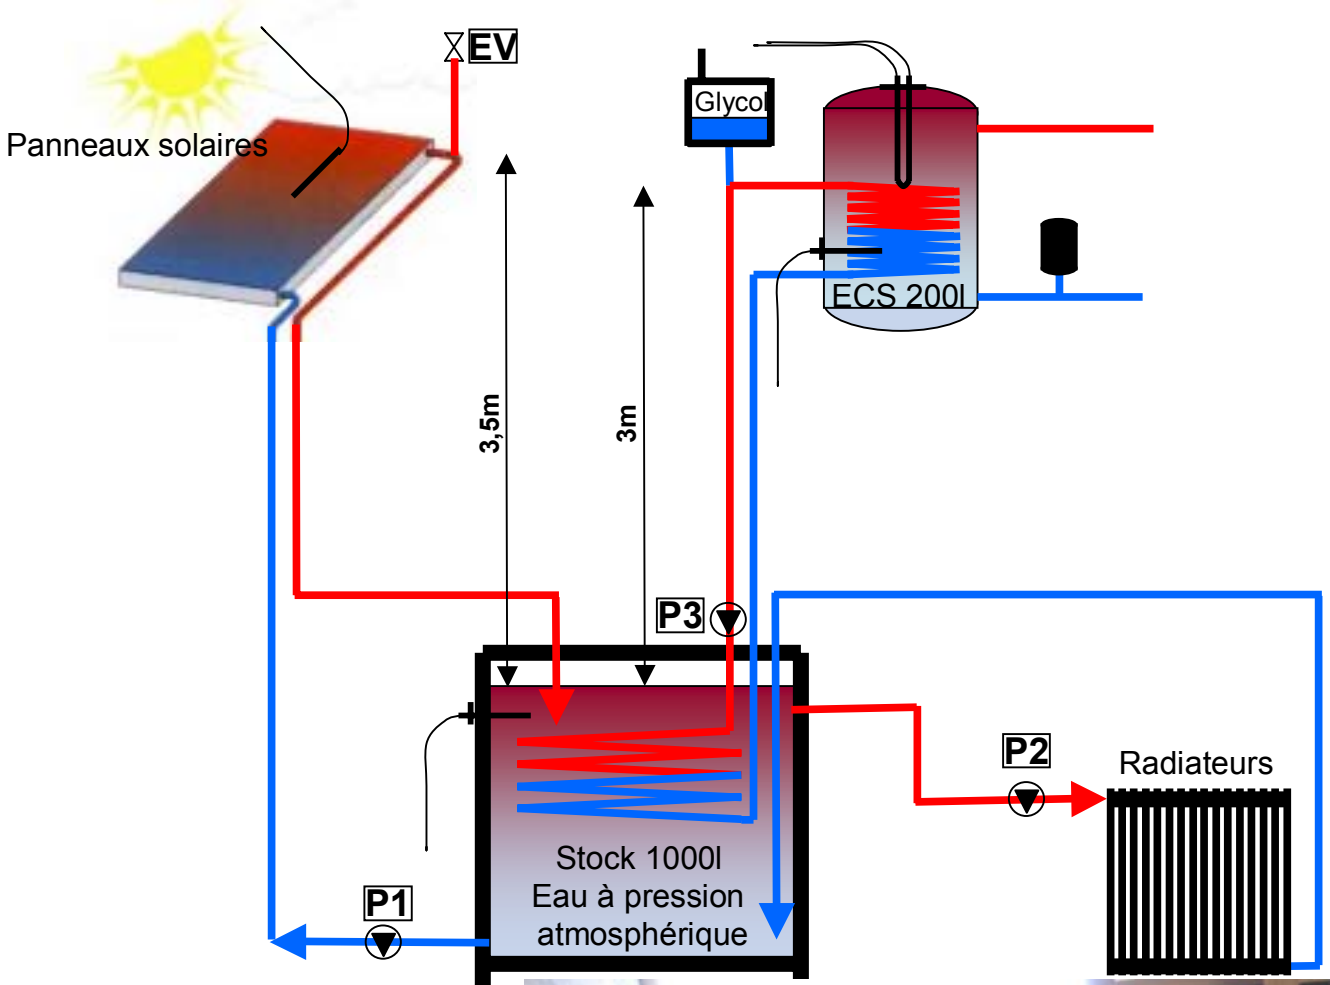 EV
Panneaux solaires
Glycol
ECS 200l
3,5m
3m
P3
P2
Radiateurs
Stock 1000l
Eau à pression
atmosphérique
P1